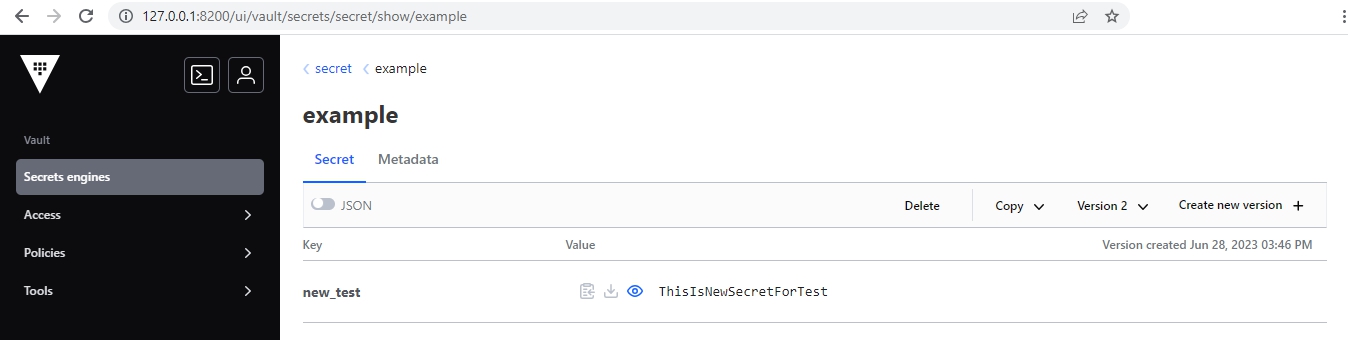 127.0.0.1:8200/ui/vault/secrets/secret/show/example
secret example
example
Vault
Secret Metadata
Secrets engines
JSON Delete Copy Version 2 Create new version
Access
Key Value Version created Jun 28, 2023 03:46 PM
Policies
Tools
new_test ThisIsNewSecretForTest